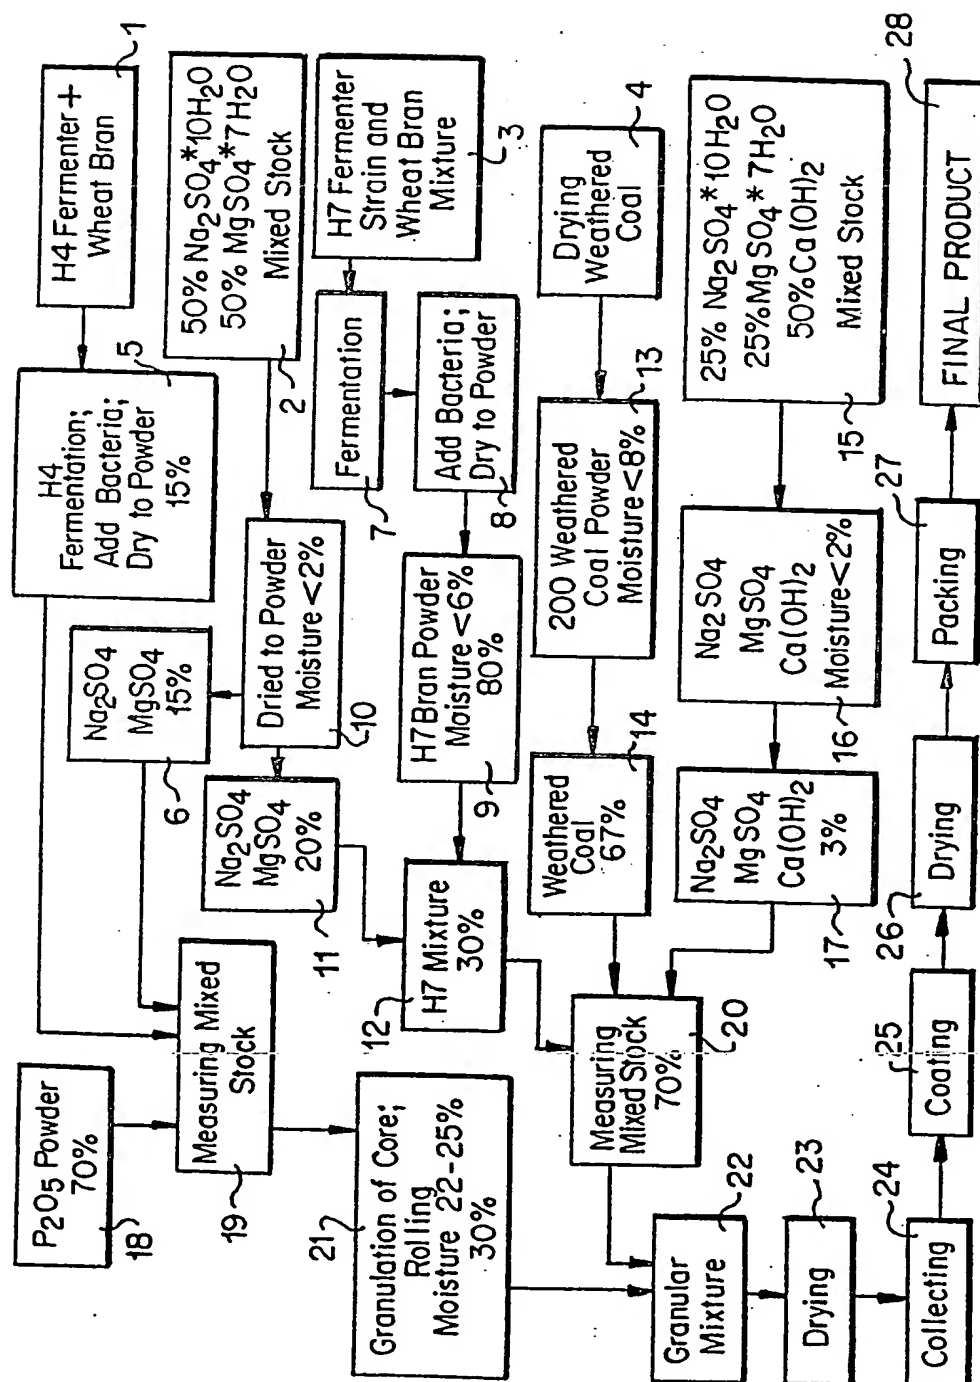 H4 Fermenter +
Wheat Bran
1
50% Na2SO4*10H2O
50% MgSO4*7H2O
Mixed Stock
2
H7 Fermenter
Strain and
Wheat Bran
Mixture
3
Drying
Weathered
Coal
4
25% Na2SO4*10H2O
25% MgSO4*7H2O
50% Ca(OH)2
Mixed Stock
15
FINAL PRODUCT
28
H4
Fermentation;
Add Bacteria;
Dry to Powder
15%
5
Fermentation
7
Add Bacteria;
Dry to Powder
8
200 Weathered
Coal Powder
Moisture <8%
13
Packing
27
Na2SO4
MgSO4
15%
6
Dried to Powder
Moisture <2%
10
H7 Bran Powder
Moisture <6%
80%
9
Na2SO4
MgSO4
Ca(OH)2
Moisture <2%
16
Na2SO4
MgSO4
20%
11
Weathered
Coal
67%
14
Na2SO4
MgSO4
Ca(OH)2
3%
17
Drying
26
H7 Mixture
30%
12
P2O5 Powder
70%
18
Measuring Mixed
Stock
19
Measuring
Mixed Stock
70%
20
Coating
25
Granulation of Core;
Rolling
Moisture 22-25%
30%
21
Granular
Mixture
22
Drying
23
Collecting
24